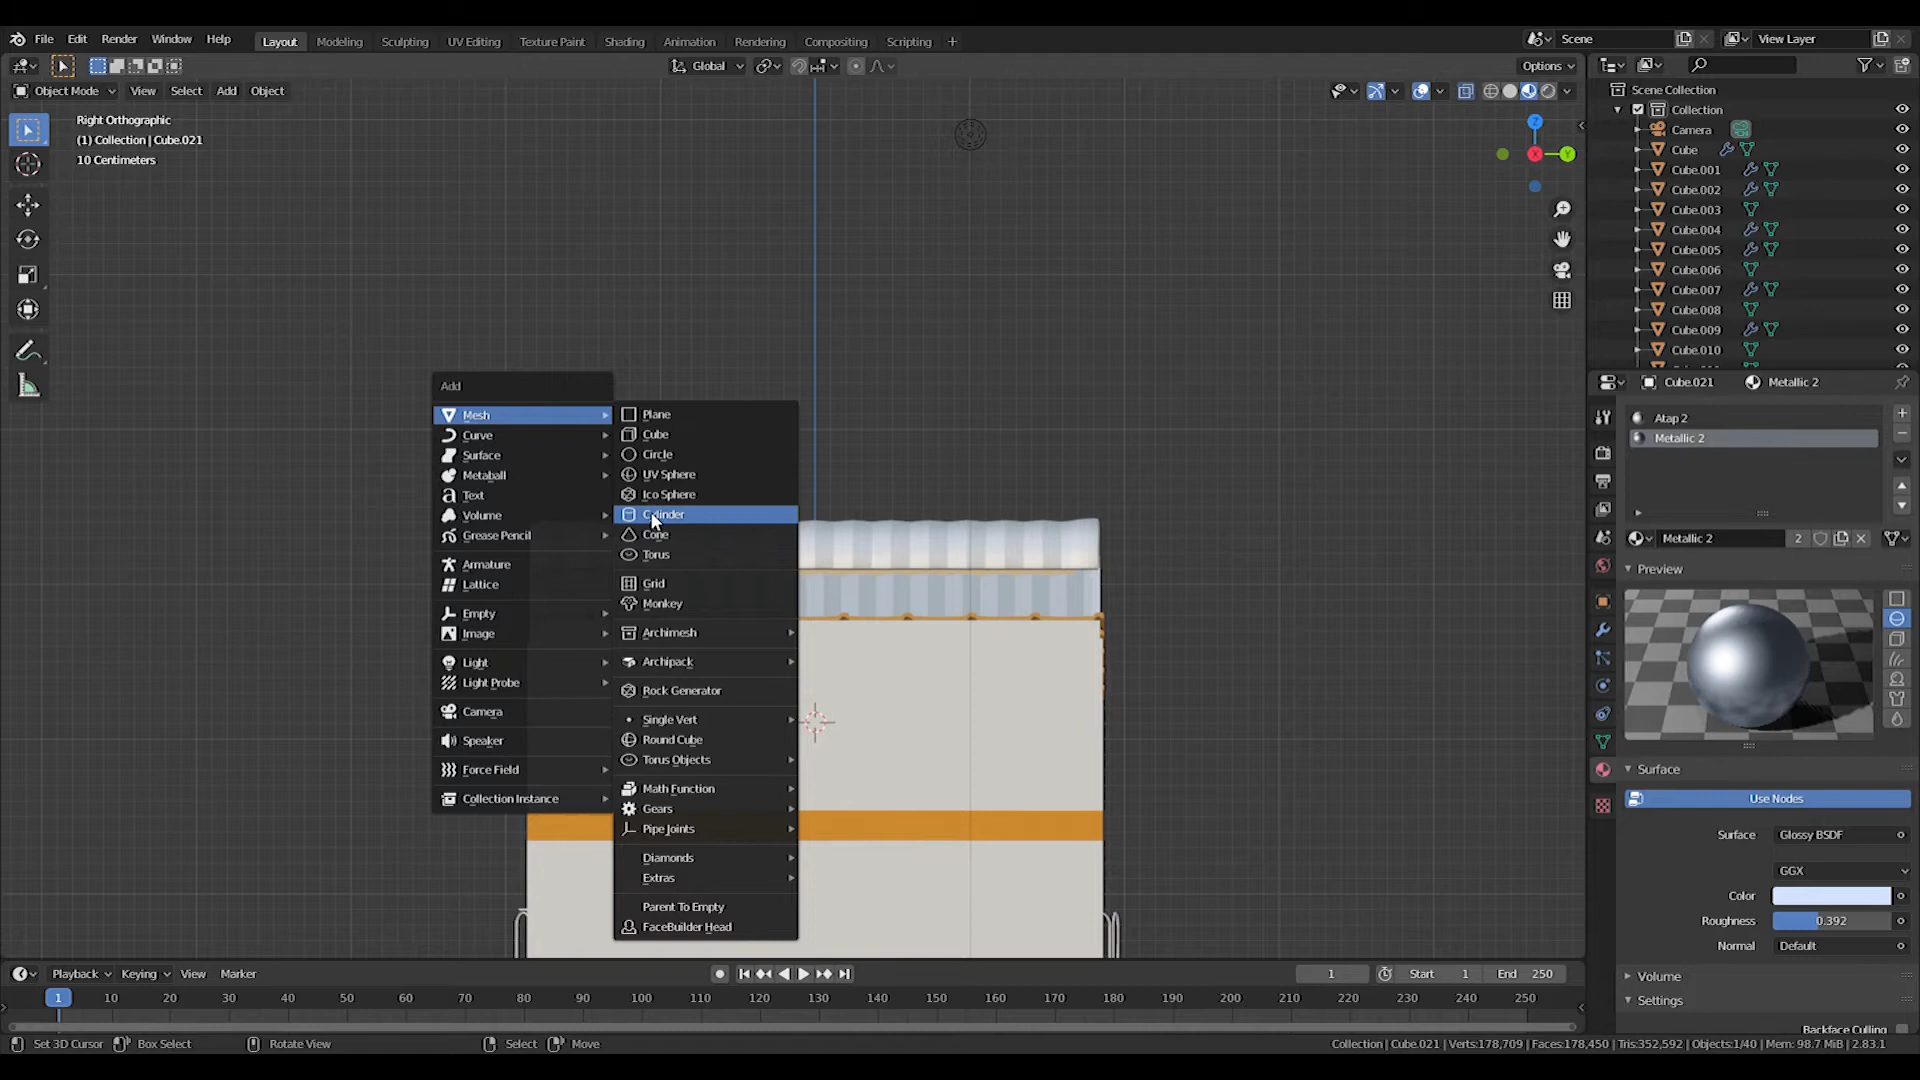 File Edit Render Window Help Layout Modeling Sculpting UV Editing Texture Paint Shading Animation Rendering Compositing Scripting + Scene View Layer
Global Options
Object Mode View Select Add Object
Right Orthographic
(1) Collection | Cube.021
10 Centimeters
Z
X
Y
Add
Mesh
Curve
Surface
Metaball
Text
Volume
Grease Pencil
Armature
Lattice
Empty
Image
Light
Light Probe
Camera
Speaker
Force Field
Collection Instance
Plane
Cube
Circle
UV Sphere
Ico Sphere
Cylinder
Cone
Torus
Grid
Monkey
Archimesh
Archipack
Rock Generator
Single Vert
Round Cube
Torus Objects
Math Function
Gears
Pipe Joints
Diamonds
Extras
Parent To Empty
FaceBuilder Head
Scene Collection
Collection
Camera
Cube
Cube.001
Cube.002
Cube.003
Cube.004
Cube.005
Cube.006
Cube.007
Cube.008
Cube.009
Cube.010
Cube.021 Metallic 2
Atap 2
Metallic 2
Metallic 2 2
Preview
Surface
Use Nodes
Surface Glossy BSDF
GGX
Color
Roughness 0.392
Normal Default
Volume
Settings
Backface Culling
Playback Keying View Marker 1 Start 1 End 250
1 10 20 30 40 50 60 70 80 90 100 110 120 130 140 150 160 170 180 190 200 210 220 230 240 250
Set 3D Cursor Box Select Rotate View Select Move Collection | Cube.021 | Verts:178,709 | Faces:178,450 | Tris:352,592 | Objects:1/40 | Mem: 98.7 MiB | 2.83.1